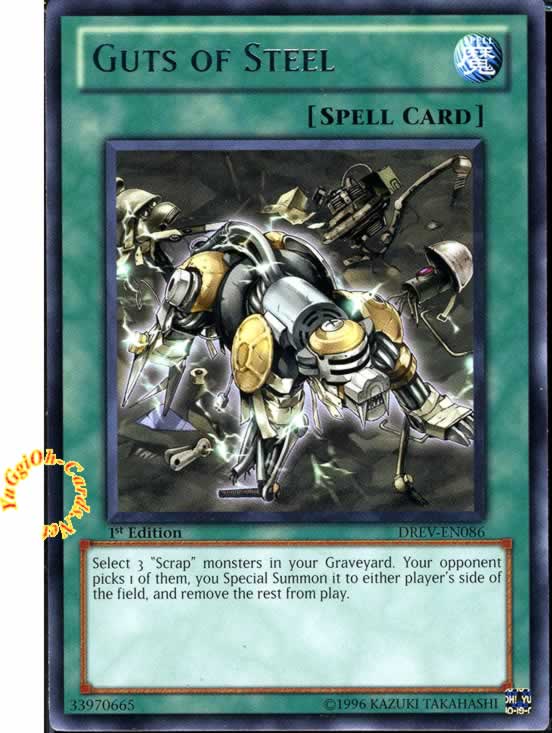 GUTS OF STEEL
SPELL
魔
[SPELL CARD]
YuGgiOh-Cards.Net
1st Edition
DREV-EN086
Select 3 "Scrap" monsters in your Graveyard. Your opponent
picks 1 of them, you Special Summon it to either player's side of
the field, and remove the rest from play.
33970665
©1996 KAZUKI TAKAHASHI